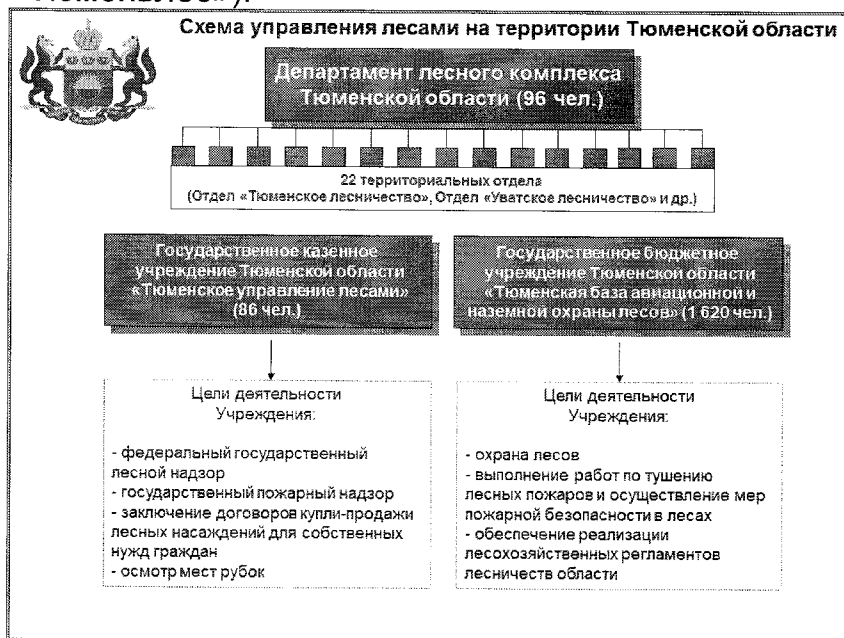 Схема управления лесами на территории Тюменской области
Департамент лесного комплекса
Тюменской области (96 чел.)
22 территориальных отдела
(Отдел «Тюменское лесничество», Отдел «Уватское лесничество» и др.)
Государственное казенное
учреждение Тюменской области
«Тюменское управление лесами»
(86 чел.)
Государственное бюджетное
учреждение Тюменской области
«Тюменская база авиационной и
наземной охраны лесов» (1 620 чел.)
Цели деятельности
Учреждения:
- федеральный государственный
лесной надзор
- государственный пожарный надзор
- заключение договоров купли-продажи
лесных насаждений для собственных
нужд граждан
- осмотр мест рубок
Цели деятельности
Учреждения:
- охрана лесов
- выполнение работ по тушению
лесных пожаров и осуществление мер
пожарной безопасности в лесах
- обеспечение реализации
лесохозяйственных регламентов
лесничеств области